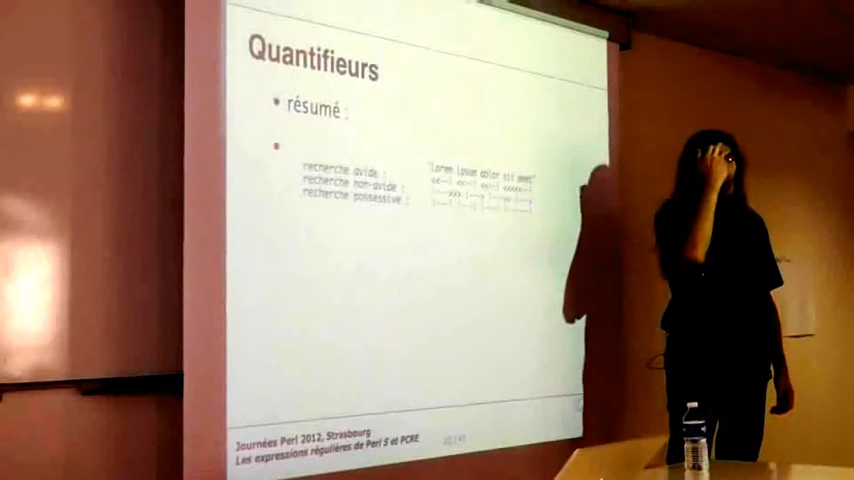 Quantifieurs
• résumé :
•
recherche avide : "lorem ipsum dolor sit amet"
recherche non-avide :
recherche possessive :
Journées Perl 2012, Strasbourg
Les expressions régulières de Perl 5 et PCRE